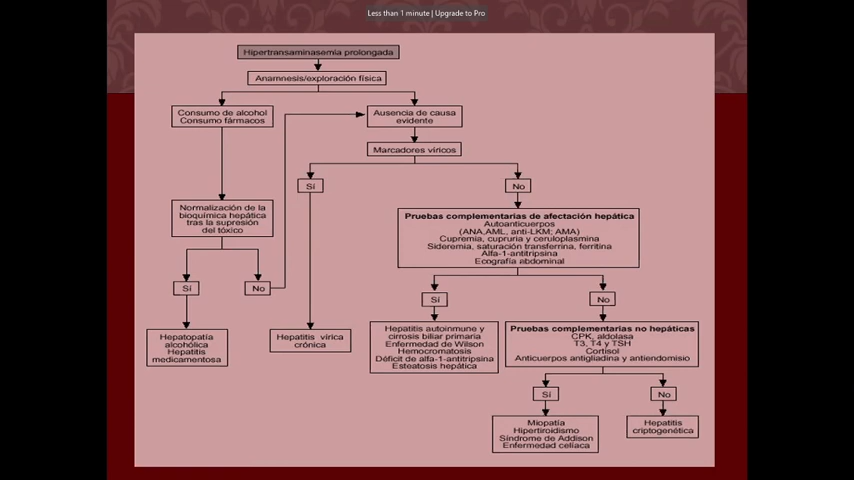 Less than 1 minute | Upgrade to Pro
Hipertransaminasemia prolongada
Anamnesis/exploración física
Consumo de alcohol
Consumo fármacos
Ausencia de causa
evidente
Marcadores víricos
Sí
No
Normalización de la
bioquímica hepática
tras la supresión
del tóxico
Pruebas complementarias de afectación hepática
Autoanticuerpos
(ANA,AML, anti-LKM; AMA)
Cupremia, cupruria y ceruloplasmina
Sideremia, saturación transferrina, ferritina
Alfa-1-antitripsina
Ecografía abdominal
Sí
No
Sí
No
Hepatopatía
alcohólica
Hepatitis
medicamentosa
Hepatitis vírica
crónica
Hepatitis autoinmune y
cirrosis biliar primaria
Enfermedad de Wilson
Hemocromatosis
Déficit de alfa-1-antitripsina
Esteatosis hepática
Pruebas complementarias no hepáticas
CPK, aldolasa
T3, T4 y TSH
Cortisol
Anticuerpos antigliadina y antiendomisio
Sí
No
Miopatía
Hipertiroidismo
Síndrome de Addison
Enfermedad celíaca
Hepatitis
criptogenética